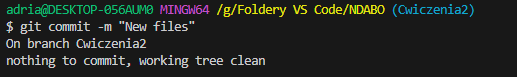 adria@DESKTOP-056AUM0 MINGW64 /g/Foldery VS Code/NDABO (Cwiczenia2)
$ git commit -m "New files"
On branch Cwiczenia2
nothing to commit, working tree clean